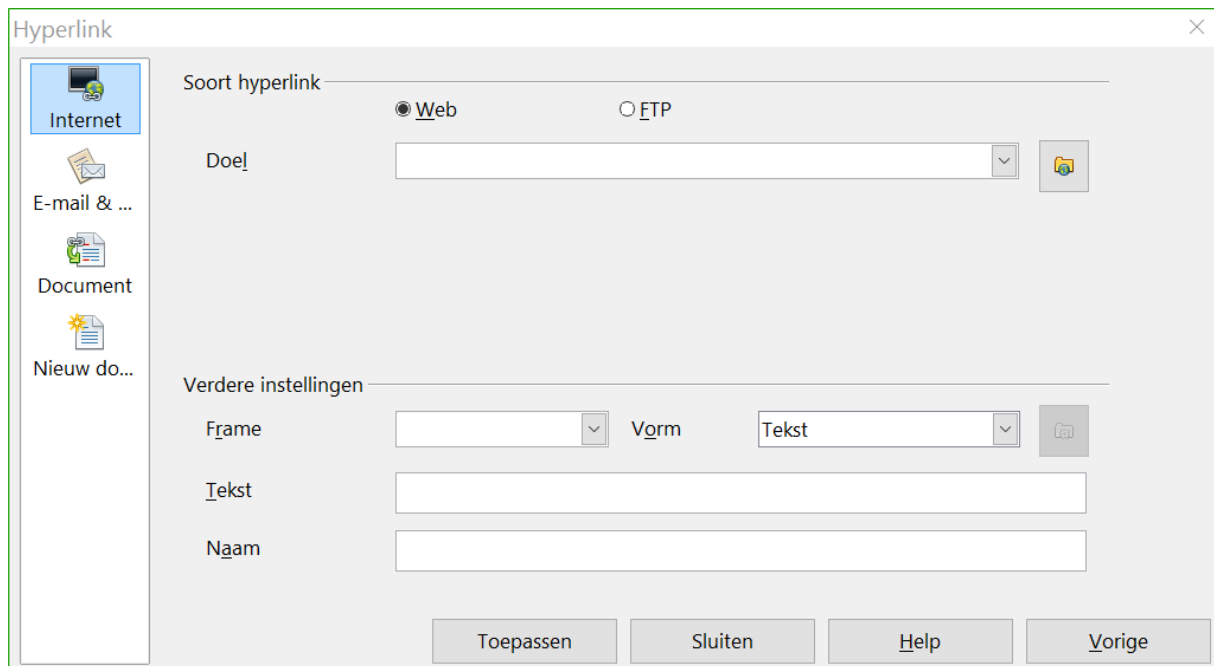 Hyperlink
Internet
E-mail & ...
Document
Nieuw do...
Soort hyperlink
Web FTP
Doel
Verdere instellingen
Frame Vorm Tekst
Tekst
Naam
Toepassen Sluiten Help Vorige